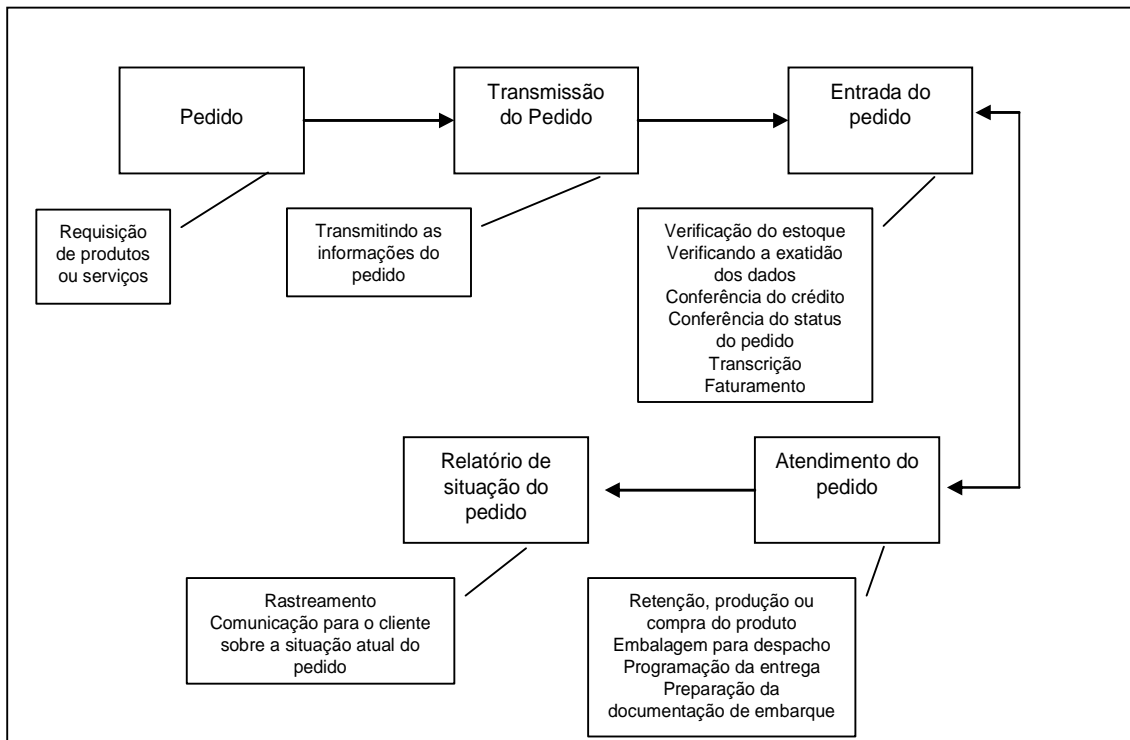 Pedido
Transmissão
do Pedido
Entrada do
pedido
Requisição
de produtos
ou serviços
Transmitindo as
informações do
pedido
Verificação do estoque
Verificando a exatidão
dos dados
Conferência do crédito
Conferência do status
do pedido
Transcrição
Faturamento
Relatório de
situação do
pedido
Atendimento do
pedido
Rastreamento
Comunicação para o cliente
sobre a situação atual do
pedido
Retenção, produção ou
compra do produto
Embalagem para despacho
Programação da entrega
Preparação da
documentação de embarque